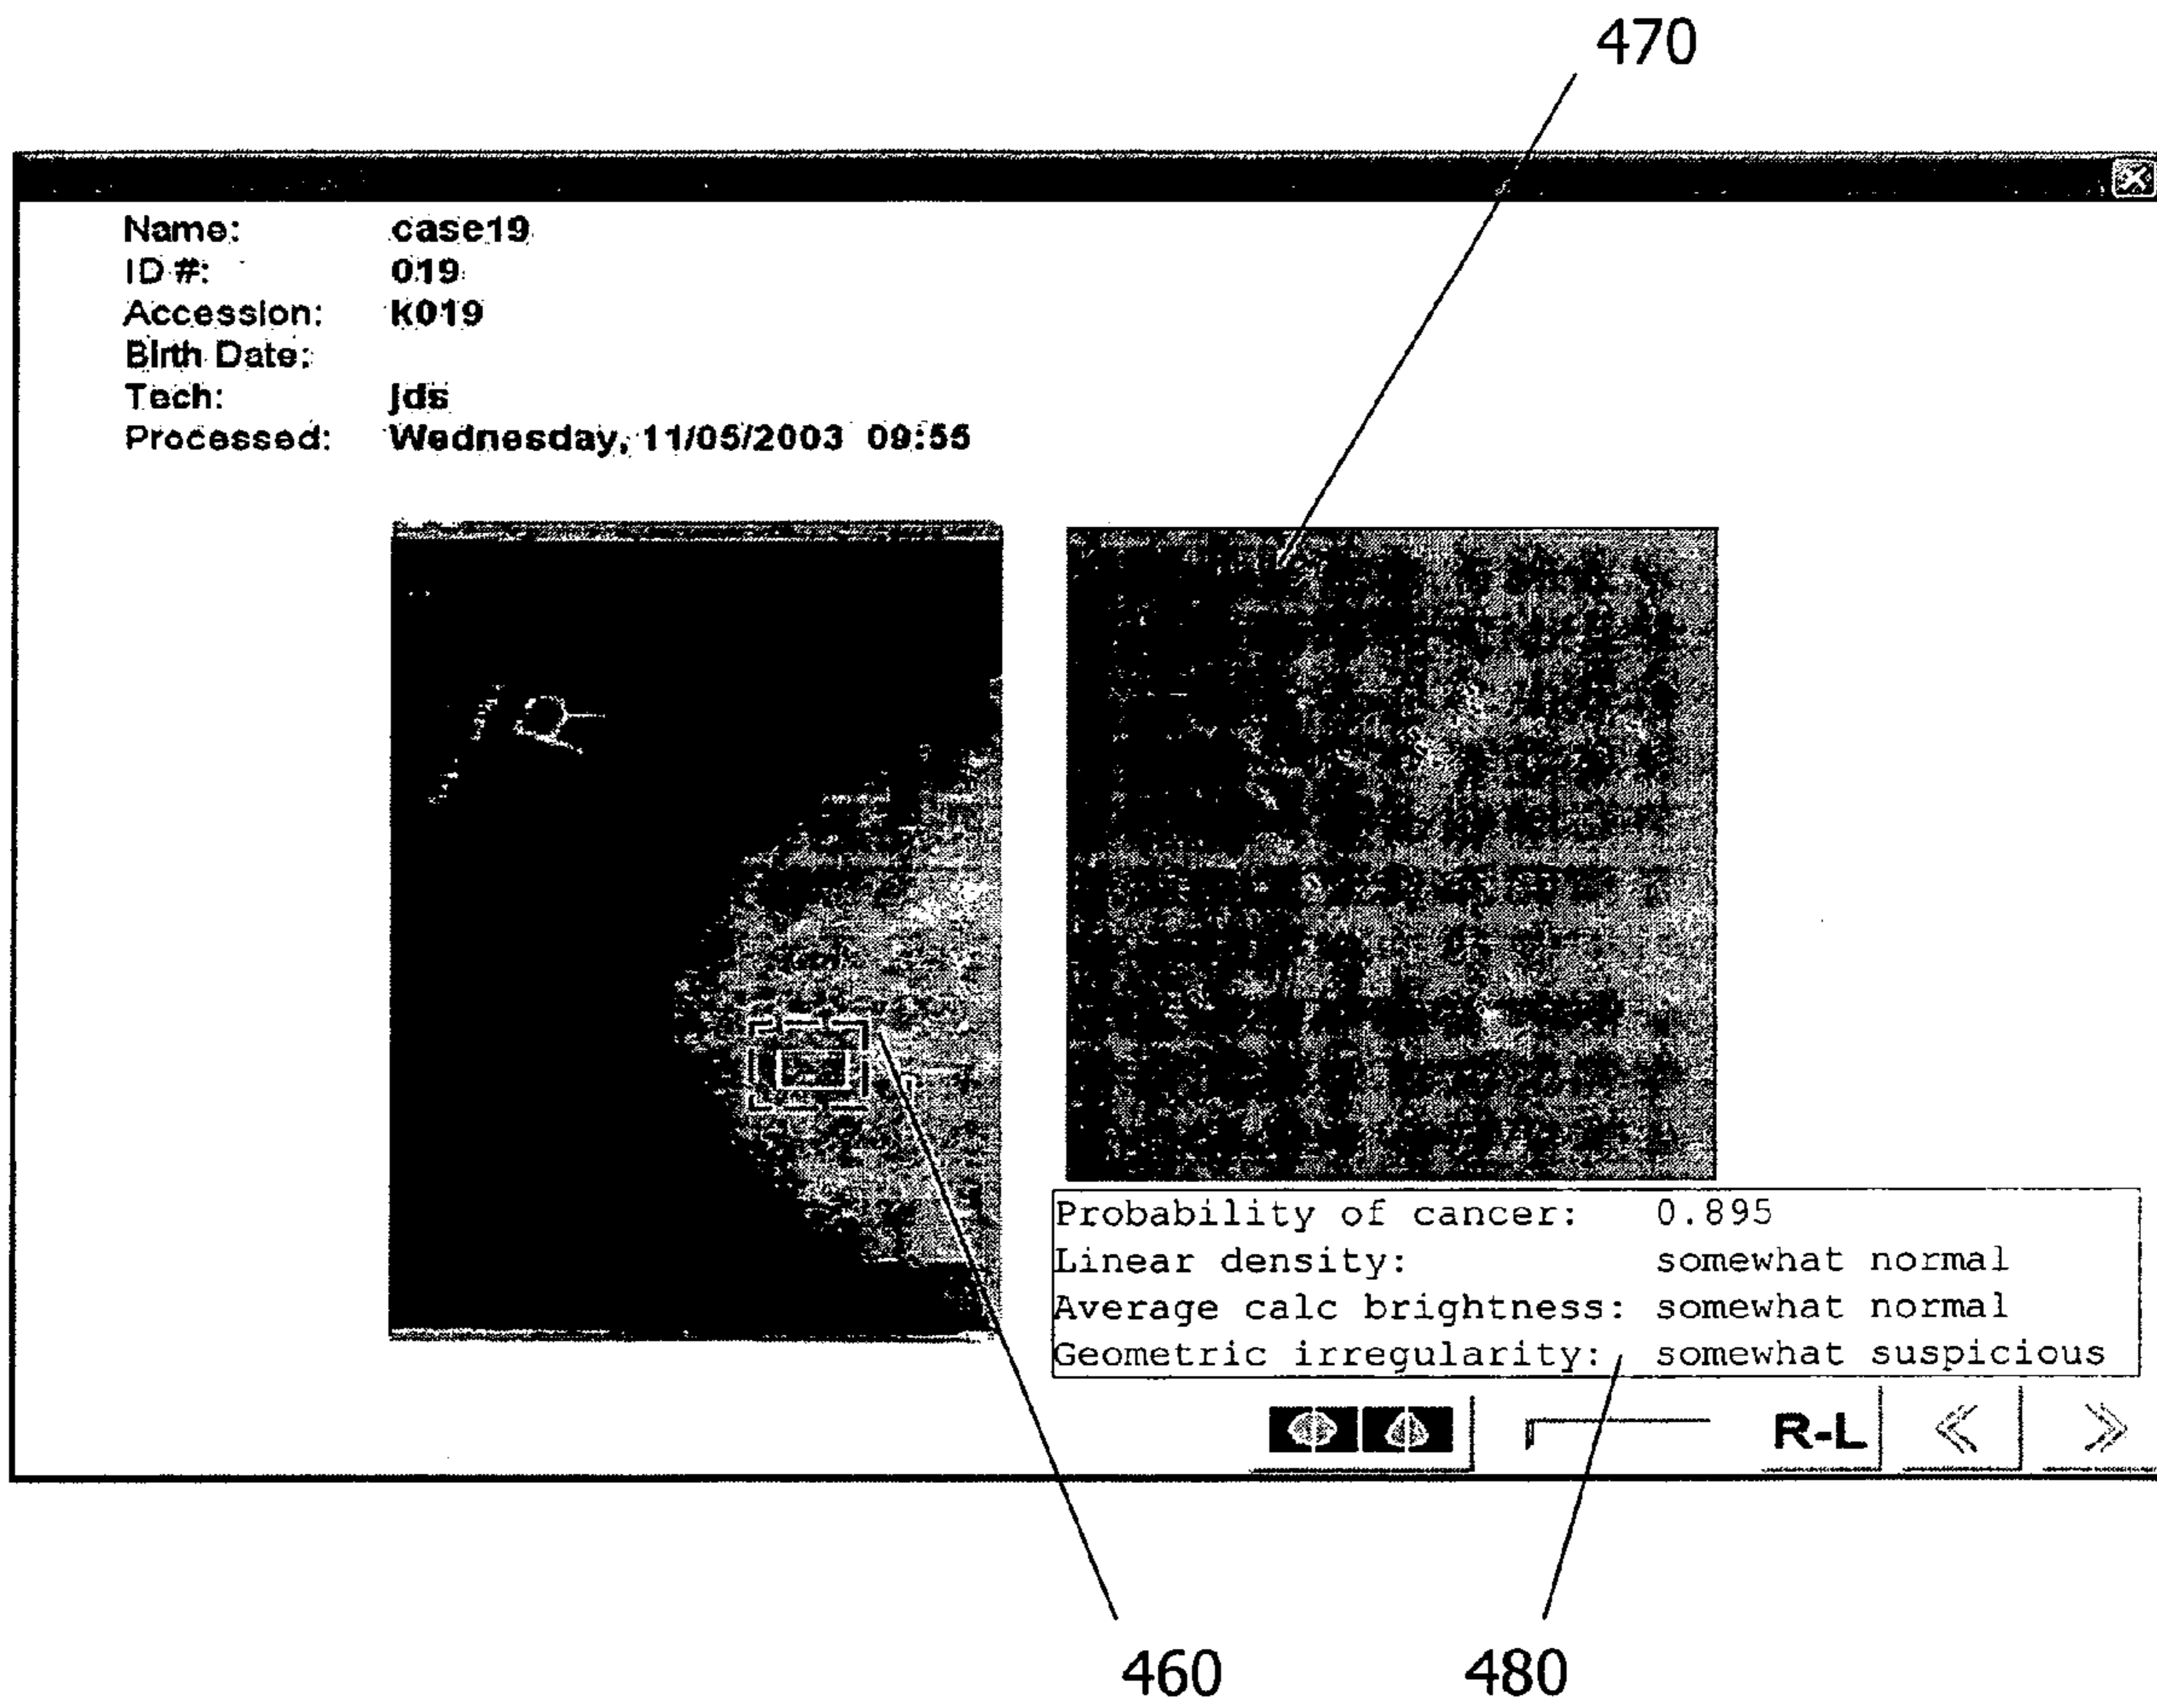 470
Name: case19
ID #: 019
Accession: K019
Birth Date:
Tech: jds
Processed: Wednesday, 11/05/2003 09:55
Probability of cancer: 0.895
Linear density: somewhat normal
Average calc brightness: somewhat normal
Geometric irregularity: somewhat suspicious
R-L
460 480